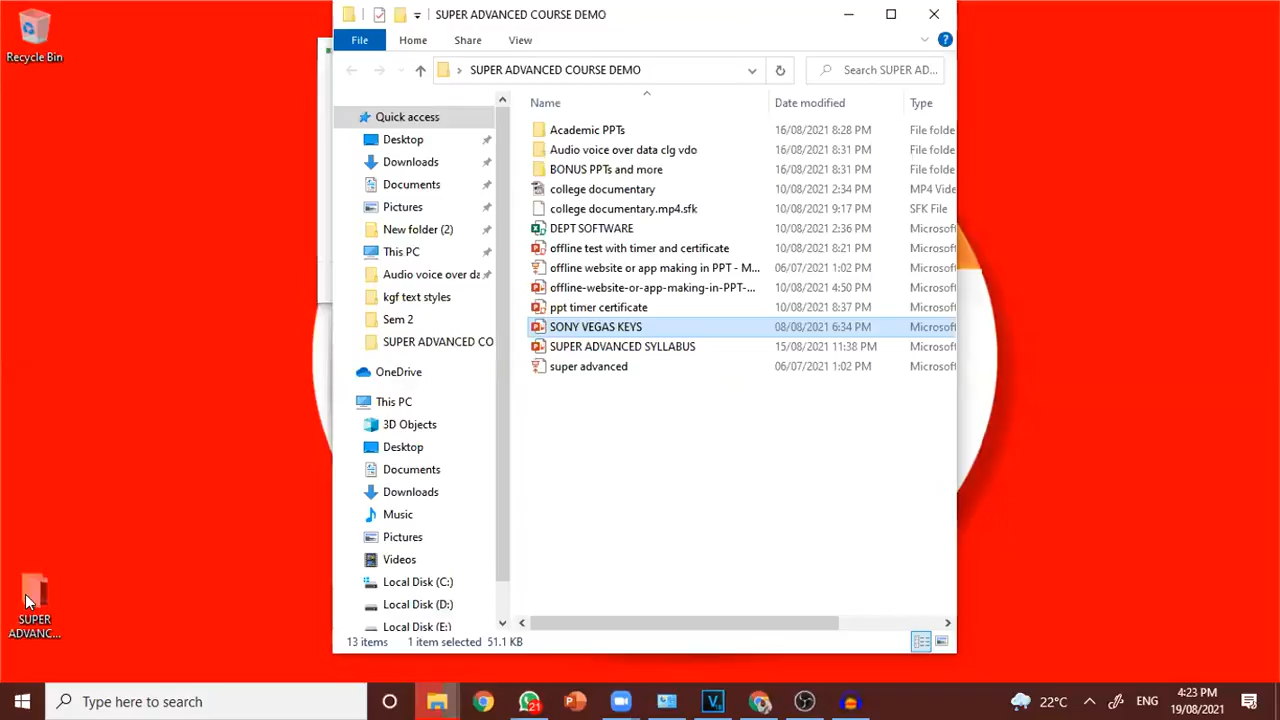 Recycle Bin
SUPER ADVANCED COURSE DEMO
File Home Share View
SUPER ADVANCED COURSE DEMO
Search SUPER AD...
Name Date modified Type
Quick access
Desktop
Downloads
Documents
Pictures
New folder (2)
This PC
Audio voice over da
kgf text styles
Sem 2
SUPER ADVANCED CO
OneDrive
This PC
3D Objects
Desktop
Documents
Downloads
Music
Pictures
Videos
Local Disk (C:)
Local Disk (D:)
Local Disk (E:)
Academic PPTs 16/08/2021 8:28 PM File folde
Audio voice over data clg vdo 16/08/2021 8:31 PM File folde
BONUS PPTs and more 16/08/2021 8:31 PM File folde
college documentary 10/08/2021 2:34 PM MP4 Vide
college documentary.mp4.sfk 10/08/2021 9:17 PM SFK File
DEPT SOFTWARE 10/08/2021 2:36 PM Microsof
offline test with timer and certificate 10/08/2021 8:21 PM Microsof
offline website or app making in PPT - M... 06/07/2021 1:02 PM Microsof
offline-website-or-app-making-in-PPT-... 10/08/2021 4:50 PM Microsof
ppt timer certificate 10/08/2021 8:37 PM Microsof
SONY VEGAS KEYS 08/08/2021 6:34 PM Microsof
SUPER ADVANCED SYLLABUS 15/08/2021 11:38 PM Microsof
super advanced 06/07/2021 1:02 PM Microsof
13 items 1 item selected 51.1 KB
SUPER
ADVANC...
Type here to search
21
22°C
ENG
4:23 PM
19/08/2021